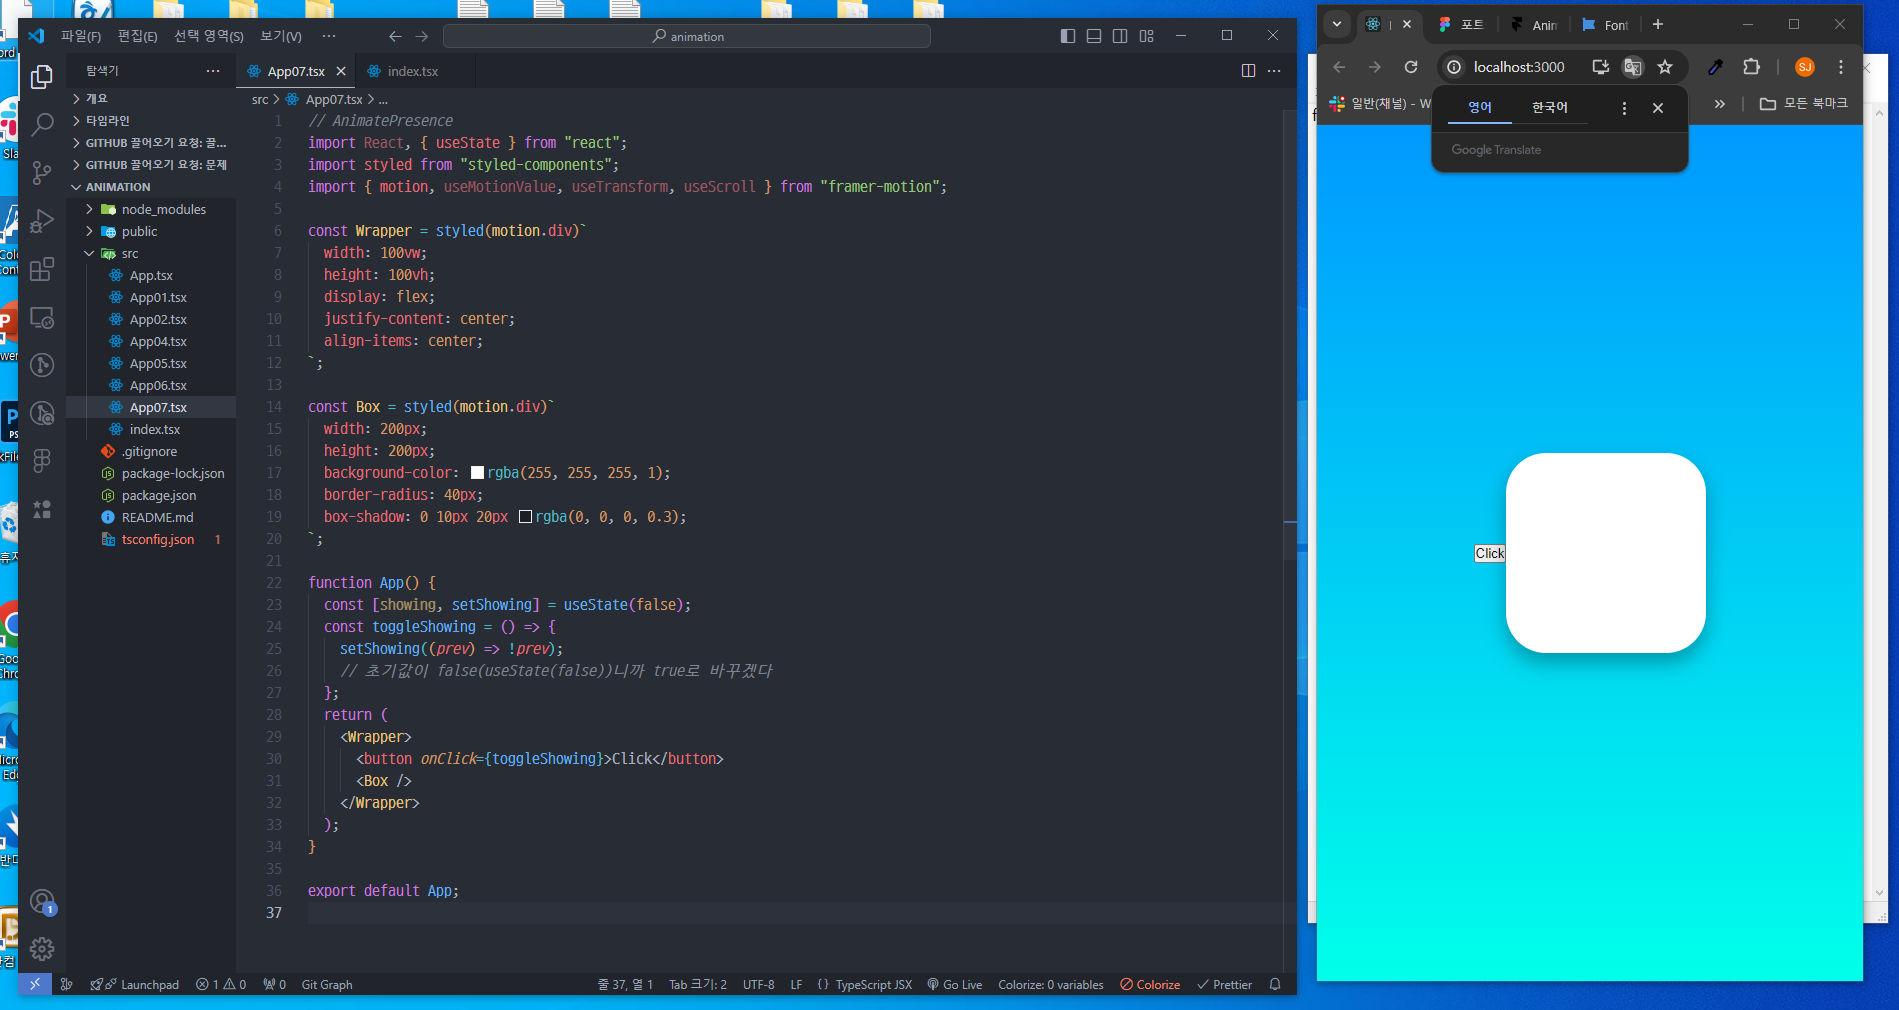 파일(F) 편집(E) 선택 영역(S) 보기(V) ··· animation
탐색기 ···
개요
타임라인
GITHUB 끌어오기 요청: 끌...
GITHUB 끌어오기 요청: 문제
ANIMATION
node_modules
public
src
App.tsx
App01.tsx
App02.tsx
App04.tsx
App05.tsx
App06.tsx
App07.tsx
index.tsx
.gitignore
package-lock.json
package.json
README.md
tsconfig.json 1
App07.tsx index.tsx
src > App07.tsx > ...
1 // AnimatePresence
2 import React, { useState } from "react";
3 import styled from "styled-components";
4 import { motion, useMotionValue, useTransform, useScroll } from "framer-motion";
5
6 const Wrapper = styled(motion.div)`
7 width: 100vw;
8 height: 100vh;
9 display: flex;
10 justify-content: center;
11 align-items: center;
12 `;
13
14 const Box = styled(motion.div)`
15 width: 200px;
16 height: 200px;
17 background-color: rgba(255, 255, 255, 1);
18 border-radius: 40px;
19 box-shadow: 0 10px 20px rgba(0, 0, 0, 0.3);
20 `;
21
22 function App() {
23 const [showing, setShowing] = useState(false);
24 const toggleShowing = () => {
25 setShowing((prev) => !prev);
26 // 초기값이 false(useState(false))니까 true로 바꾸겠다
27 };
28 return (
29 <Wrapper>
30 <button onClick={toggleShowing}>Click</button>
31 <Box />
32 </Wrapper>
33 );
34 }
35
36 export default App;
37
1
Launchpad 1 0 0 Git Graph 줄 37, 열 1 Tab 크기: 2 UTF-8 LF {} TypeScript JSX Go Live Colorize: 0 variables Colorize Prettier
포트 Anin Font
localhost:3000 SJ
일반(채널) - W 모든 북마크
영어 한국어
Google Translate
Click